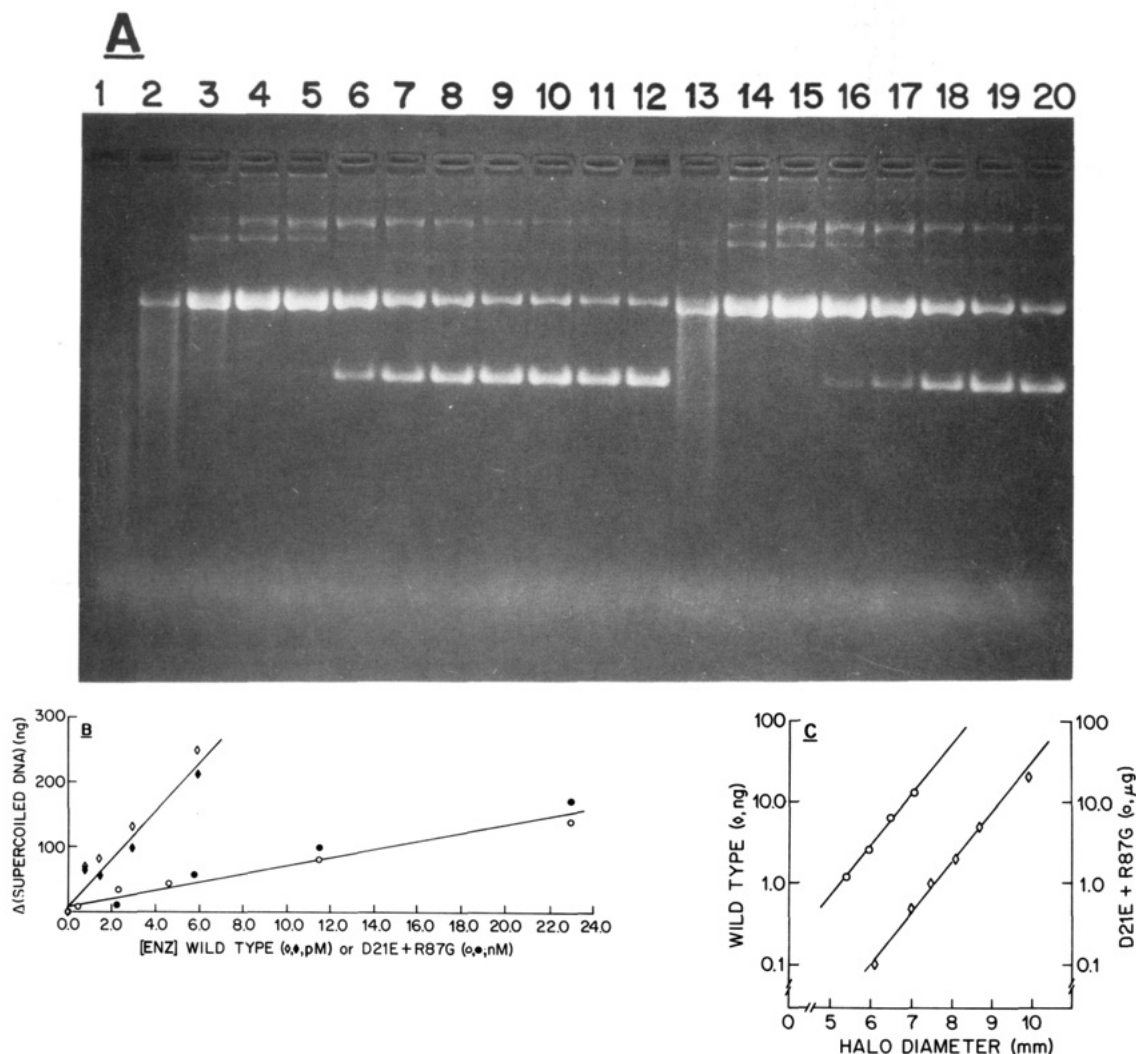 A
1 2 3 4 5 6 7 8 9 10 11 12 13 14 15 16 17 18 19 20
B
Δ(SUPERCOILED DNA)(ng)
300
200
100
0.0 2.0 4.0 6.0 8.0 10.0 12.0 14.0 16.0 18.0 20.0 22.0 24.0
[ENZ] WILD TYPE (◊,♦,pM) or D21E+R87G (○,●,nM)
C
WILD TYPE (◊,ng)
100
10.0
1.0
0.1
D21E + R87G (○,μg)
100
10.0
1.0
0.1
0 5 6 7 8 9 10
HALO DIAMETER (mm)